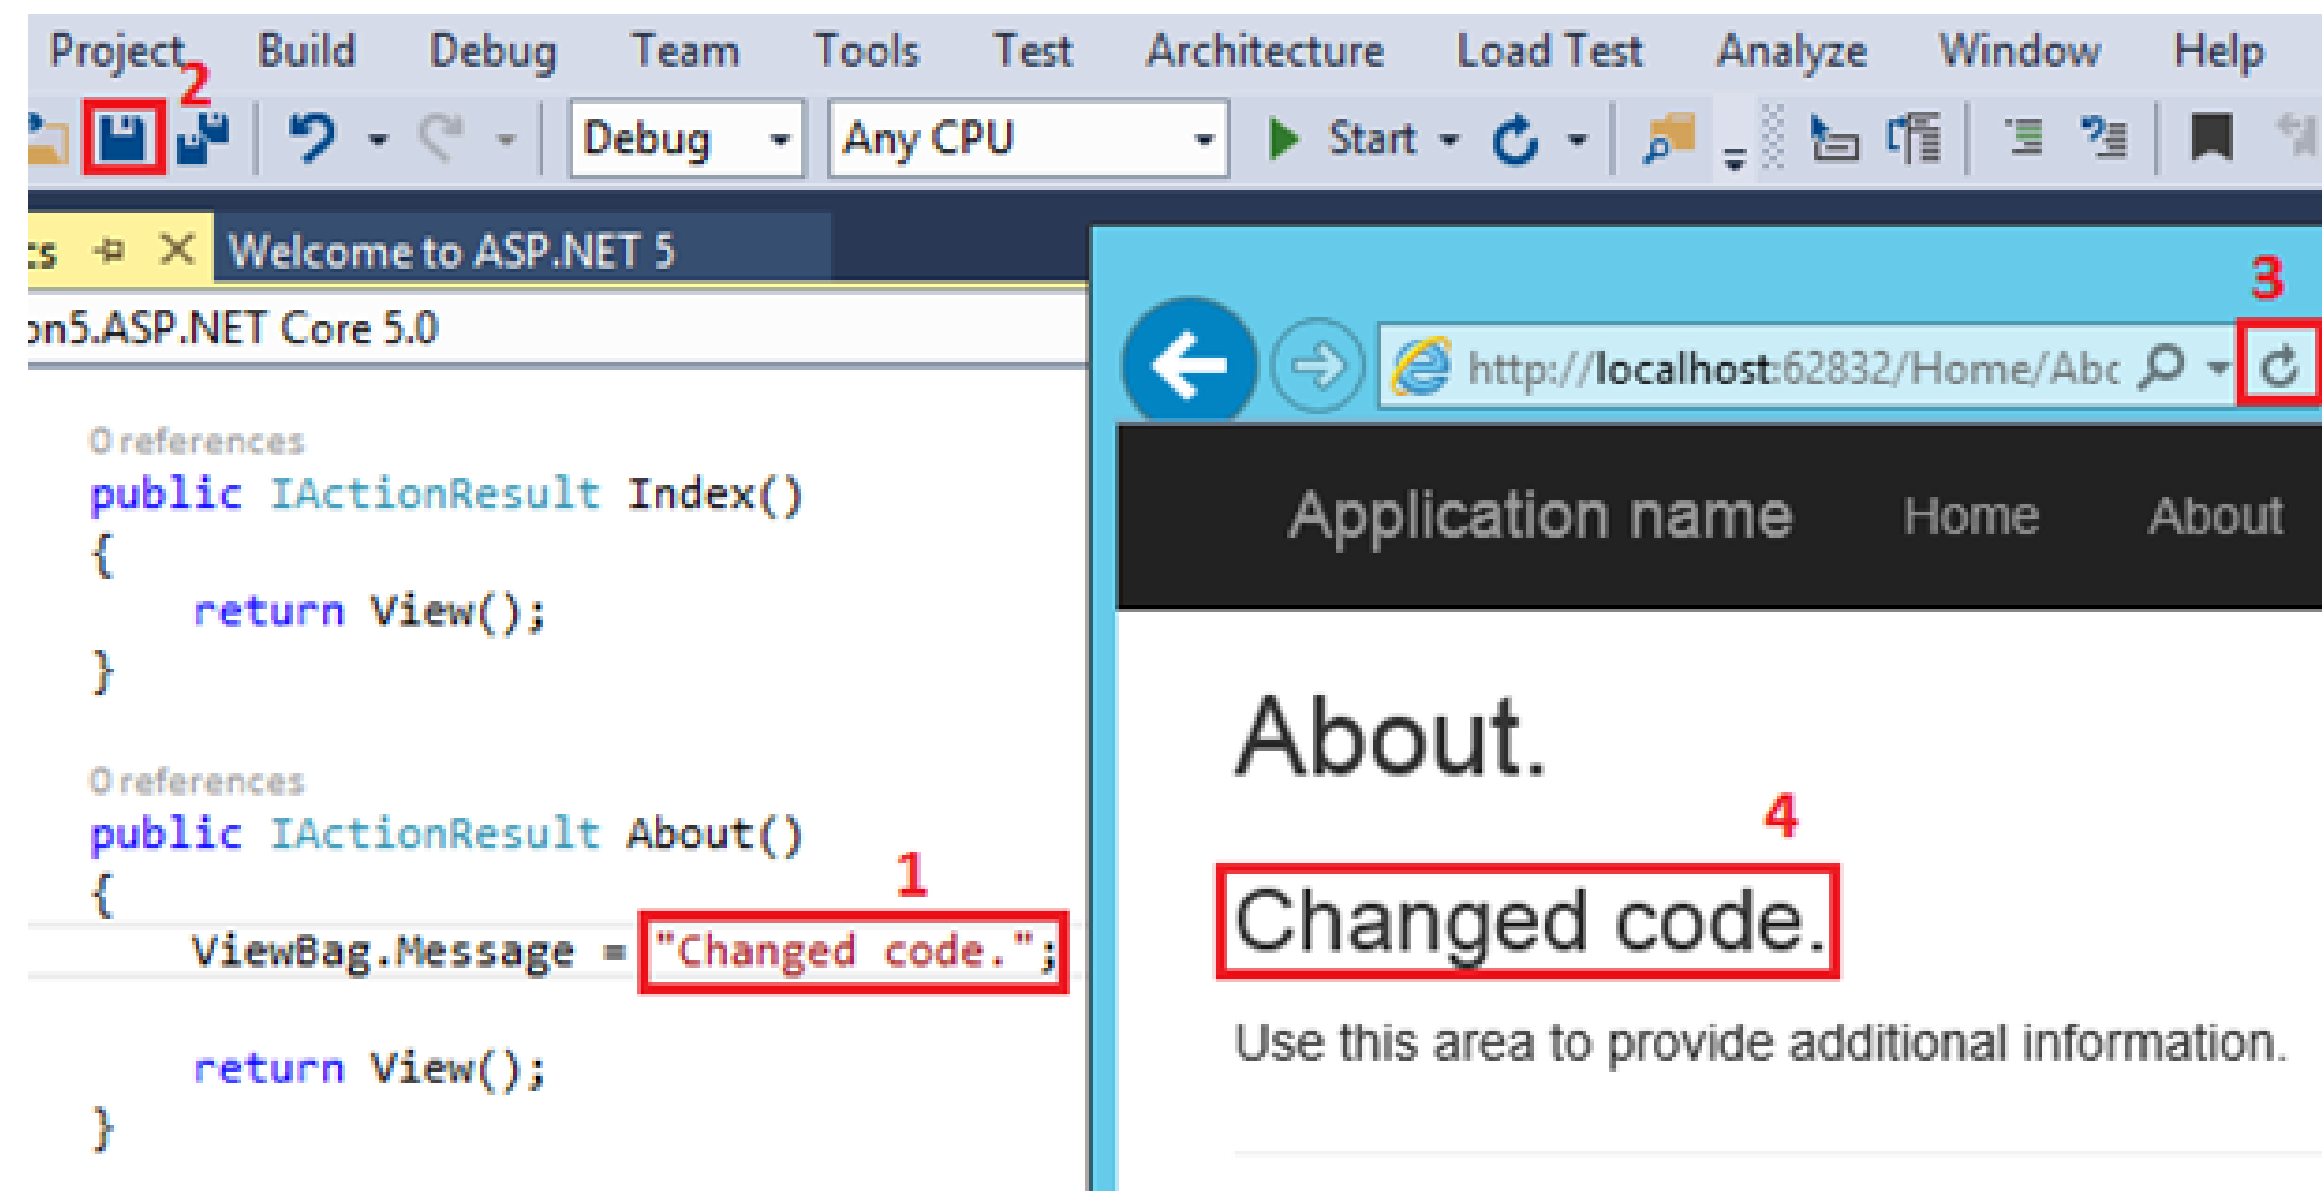 Project Build Debug Team Tools Test Architecture Load Test Analyze Window Help
2
Debug Any CPU Start
cs Welcome to ASP.NET 5
on5.ASP.NET Core 5.0
0 references
public IActionResult Index()
{
return View();
}
0 references
public IActionResult About()
1
{
ViewBag.Message = "Changed code.";
return View();
}
3
http://localhost:62832/Home/Abc
Application name Home About
About.
4
Changed code.
Use this area to provide additional information.